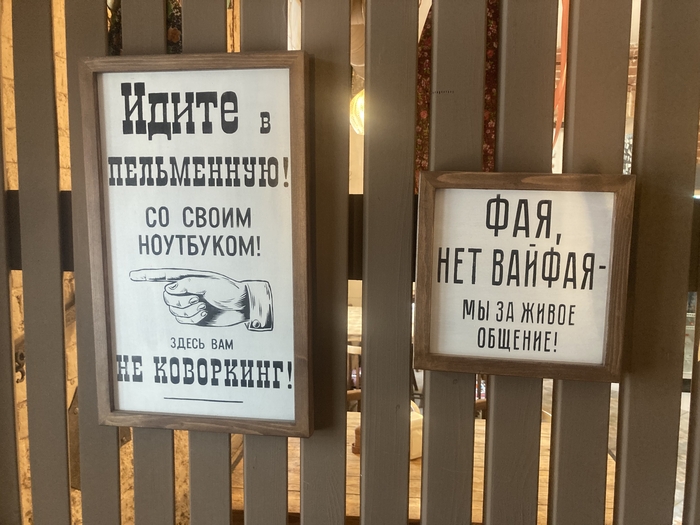 Идите в
пельменную!
СО СВОИМ
НОУТБУКОМ!
ЗДЕСЬ ВАМ
НЕ КОВОРКИНГ!
ФАЯ,
НЕТ ВАЙФАЯ-
МЫ ЗА ЖИВОЕ
ОБЩЕНИЕ!